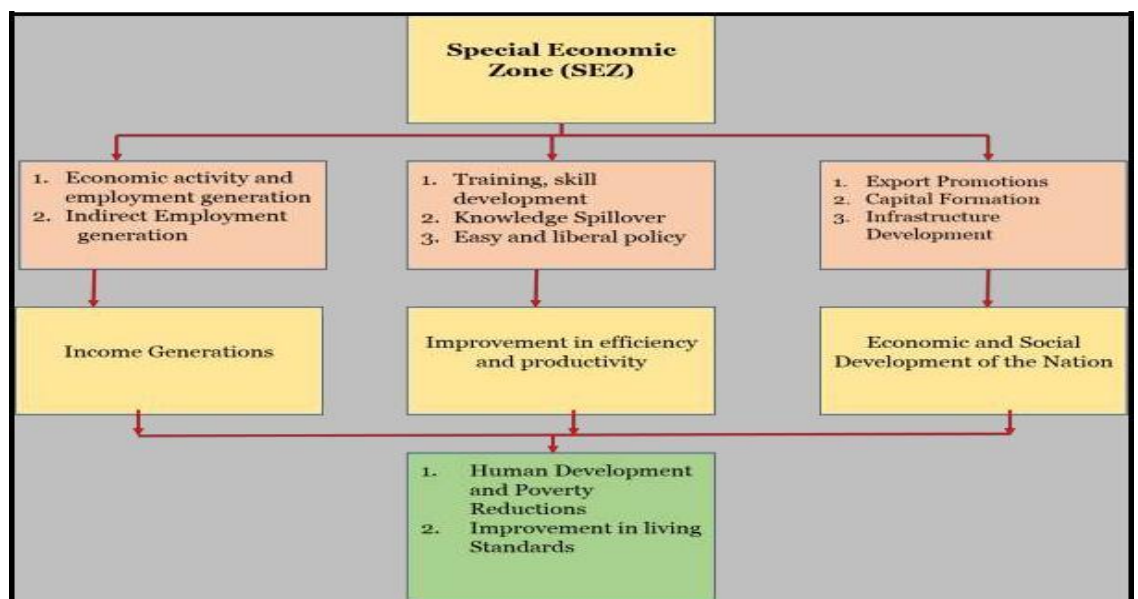 Special Economic
Zone (SEZ)
1. Economic activity and
employment generation
2. Indirect Employment
generation
1. Training, skill
development
2. Knowledge Spillover
3. Easy and liberal policy
1. Export Promotions
2. Capital Formation
3. Infrastructure
Development
Income Generations
Improvement in efficiency
and productivity
Economic and Social
Development of the Nation
1. Human Development
and Poverty
Reductions
2. Improvement in living
Standards